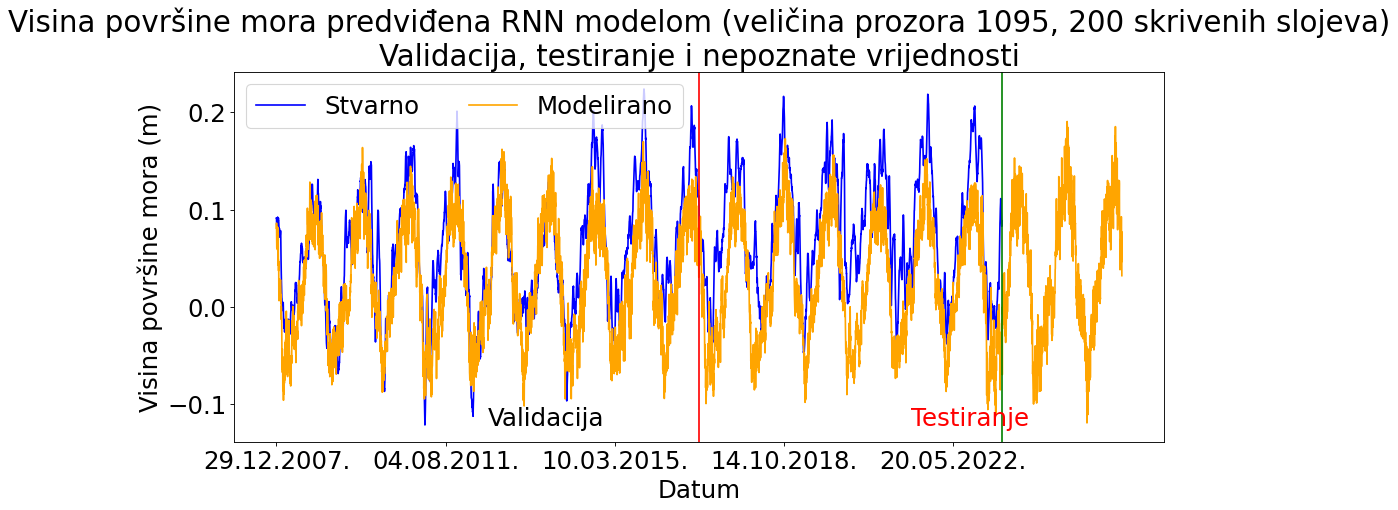 Visina površine mora predviđena RNN modelom (veličina prozora 1095, 200 skrivenih slojeva)
Validacija, testiranje i nepoznate vrijednosti
Stvarno
Modelirano
Visina površine mora (m)
0.2
0.1
0.0
−0.1
Validacija
Testiranje
29.12.2007.
04.08.2011.
10.03.2015.
14.10.2018.
20.05.2022.
Datum